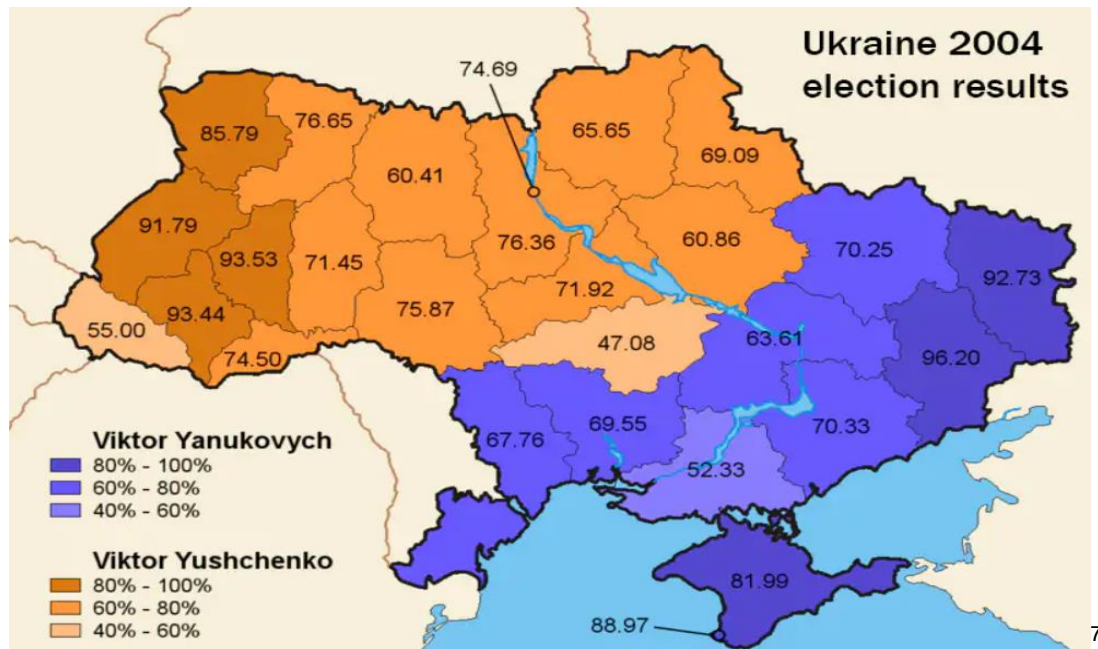 Ukraine 2004
election results
74.69
85.79
76.65
65.65
69.09
60.41
91.79
76.36
60.86
70.25
93.53
71.45
92.73
71.92
93.44
75.87
55.00
47.08
63.61
74.50
96.20
67.76
69.55
70.33
52.33
Viktor Yanukovych
80% - 100%
60% - 80%
40% - 60%
Viktor Yushchenko
80% - 100%
60% - 80%
40% - 60%
81.99
88.97
7